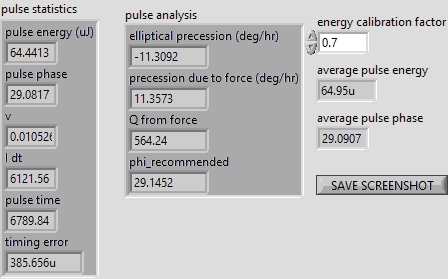 pulse statistics
pulse energy (uJ)
64.4413
pulse phase
29.0817
v
0.010526
I dt
6121.56
pulse time
6789.84
timing error
385.656u
pulse analysis
elliptical precession (deg/hr)
-11.3092
precession due to force (deg/hr)
11.3573
Q from force
564.24
phi_recommended
29.1452
energy calibration factor
0.7
average pulse energy
64.95u
average pulse phase
29.0907
SAVE SCREENSHOT